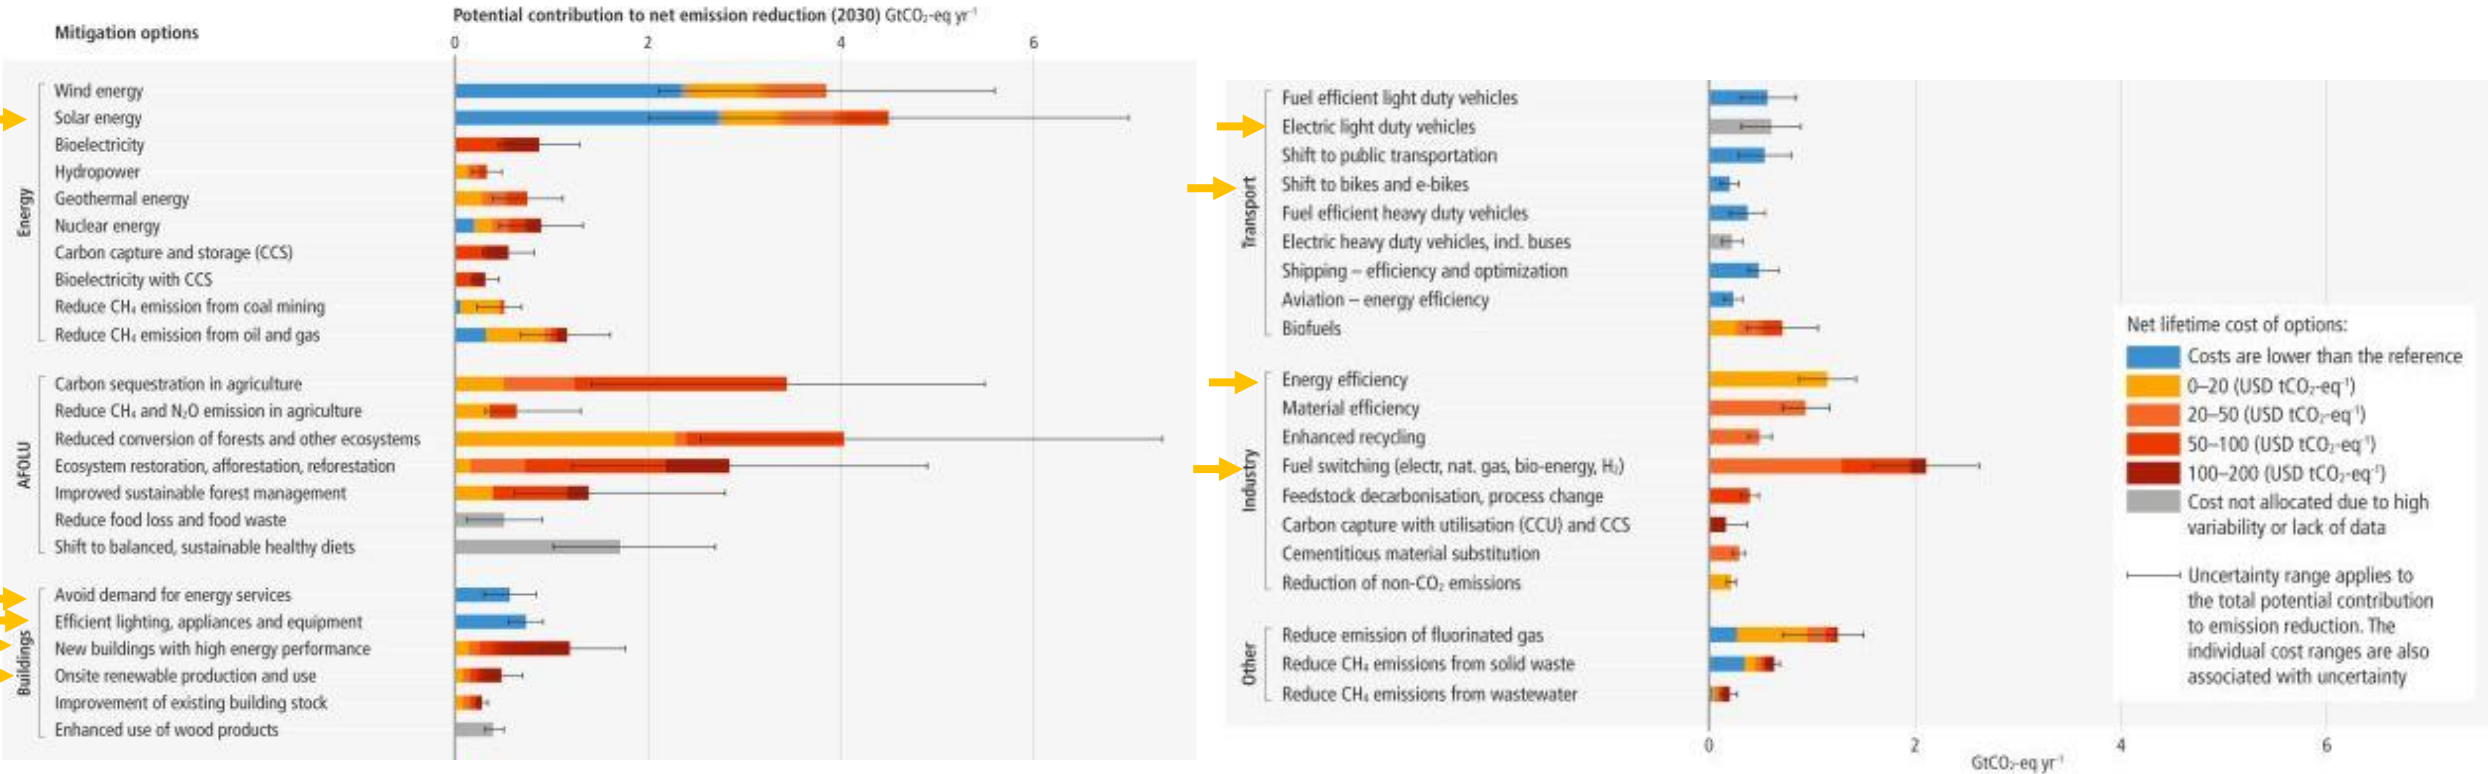 Potential contribution to net emission reduction (2030) GtCO₂-eq yr⁻¹
Mitigation options
0 2 4 6
Energy
Wind energy
Solar energy
Bioelectricity
Hydropower
Geothermal energy
Nuclear energy
Carbon capture and storage (CCS)
Bioelectricity with CCS
Reduce CH₄ emission from coal mining
Reduce CH₄ emission from oil and gas
AFOLU
Carbon sequestration in agriculture
Reduce CH₄ and N₂O emission in agriculture
Reduced conversion of forests and other ecosystems
Ecosystem restoration, afforestation, reforestation
Improved sustainable forest management
Reduce food loss and food waste
Shift to balanced, sustainable healthy diets
Buildings
Avoid demand for energy services
Efficient lighting, appliances and equipment
New buildings with high energy performance
Onsite renewable production and use
Improvement of existing building stock
Enhanced use of wood products
Transport
Fuel efficient light duty vehicles
Electric light duty vehicles
Shift to public transportation
Shift to bikes and e-bikes
Fuel efficient heavy duty vehicles
Electric heavy duty vehicles, incl. buses
Shipping – efficiency and optimization
Aviation – energy efficiency
Biofuels
Industry
Energy efficiency
Material efficiency
Enhanced recycling
Fuel switching (electr, nat. gas, bio-energy, H₂)
Feedstock decarbonisation, process change
Carbon capture with utilisation (CCU) and CCS
Cementitious material substitution
Reduction of non-CO₂ emissions
Other
Reduce emission of fluorinated gas
Reduce CH₄ emissions from solid waste
Reduce CH₄ emissions from wastewater
0 2 4 6
GtCO₂-eq yr⁻¹
Net lifetime cost of options:
Costs are lower than the reference
0–20 (USD tCO₂-eq⁻¹)
20–50 (USD tCO₂-eq⁻¹)
50–100 (USD tCO₂-eq⁻¹)
100–200 (USD tCO₂-eq⁻¹)
Cost not allocated due to high
variability or lack of data
Uncertainty range applies to
the total potential contribution
to emission reduction. The
individual cost ranges are also
associated with uncertainty